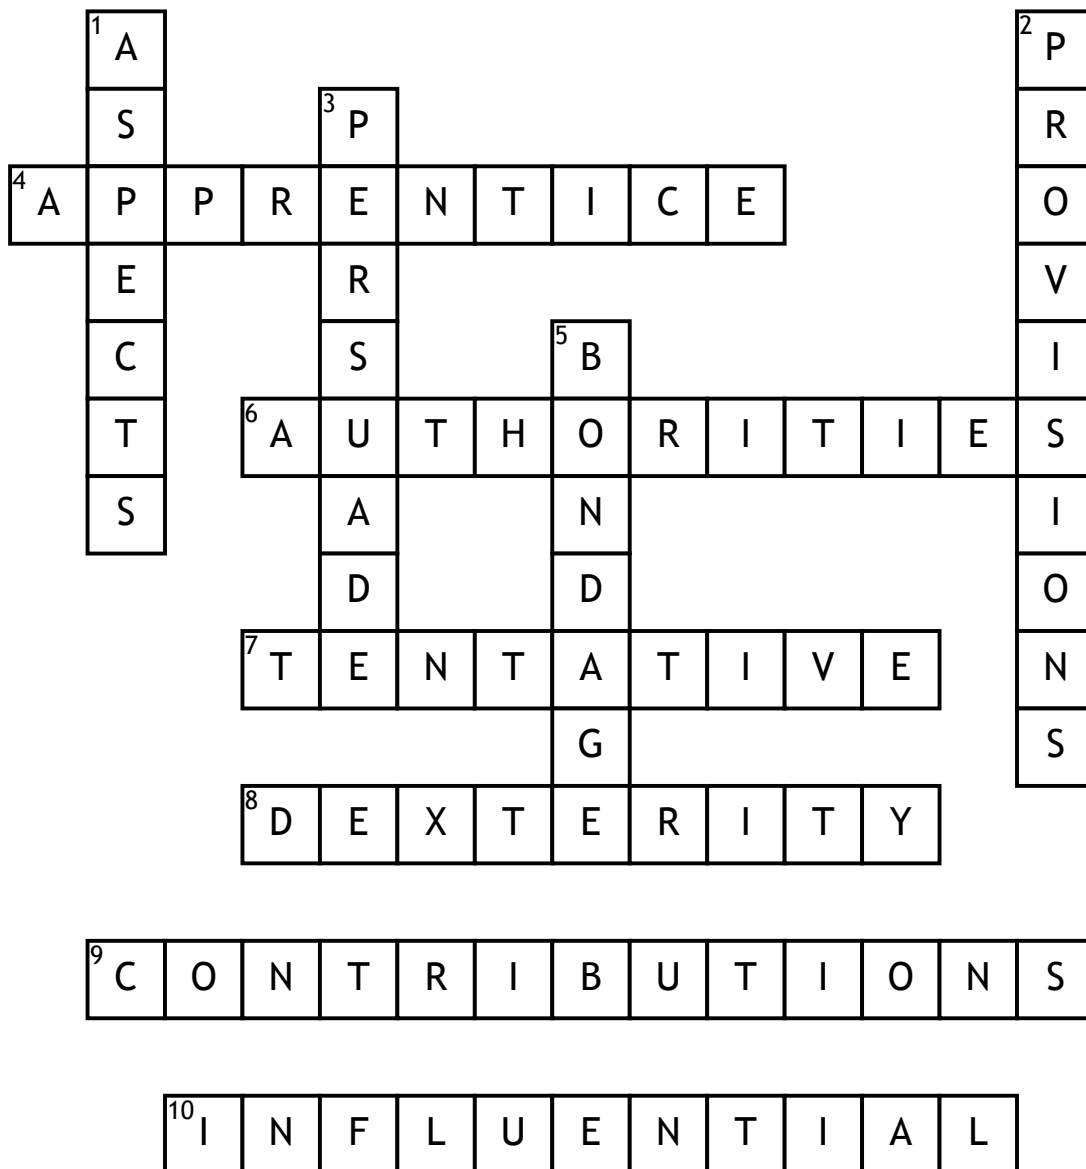 1 A 2 P
S 3 P R
4 A P P R E N T I C E O
E R V
C S 5 B I
T 6 A U T H O R I T I E S
S A N I
D D O
7 T E N T A T I V E N
G S
8 D E X T E R I T Y
9 C O N T R I B U T I O N S
10 I N F L U E N T I A L